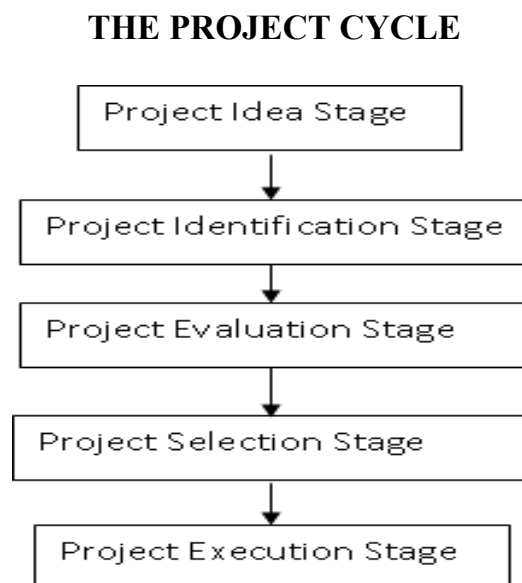 THE PROJECT CYCLE
Project Idea Stage
Project Identification Stage
Project Evaluation Stage
Project Selection Stage
Project Execution Stage